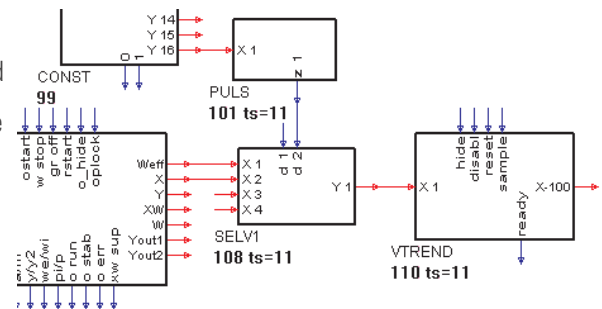 Y 14
Y 15
Y 16
0
1
CONST
99
X 1
z 1
PULS
101 ts=11
ostart
w stop
gr off
rstart
o_hide
oplock
Weff
X
Y
XW
W
Yout1
Yout2
y/y2
we/wi
pi/p
o run
o stab
o err
xw sup
d 1
d 2
X 1
X 2
X 3
X 4
Y 1
SELV1
108 ts=11
hide
disabl
reset
sample
X 1
X-100
ready
VTREND
110 ts=11